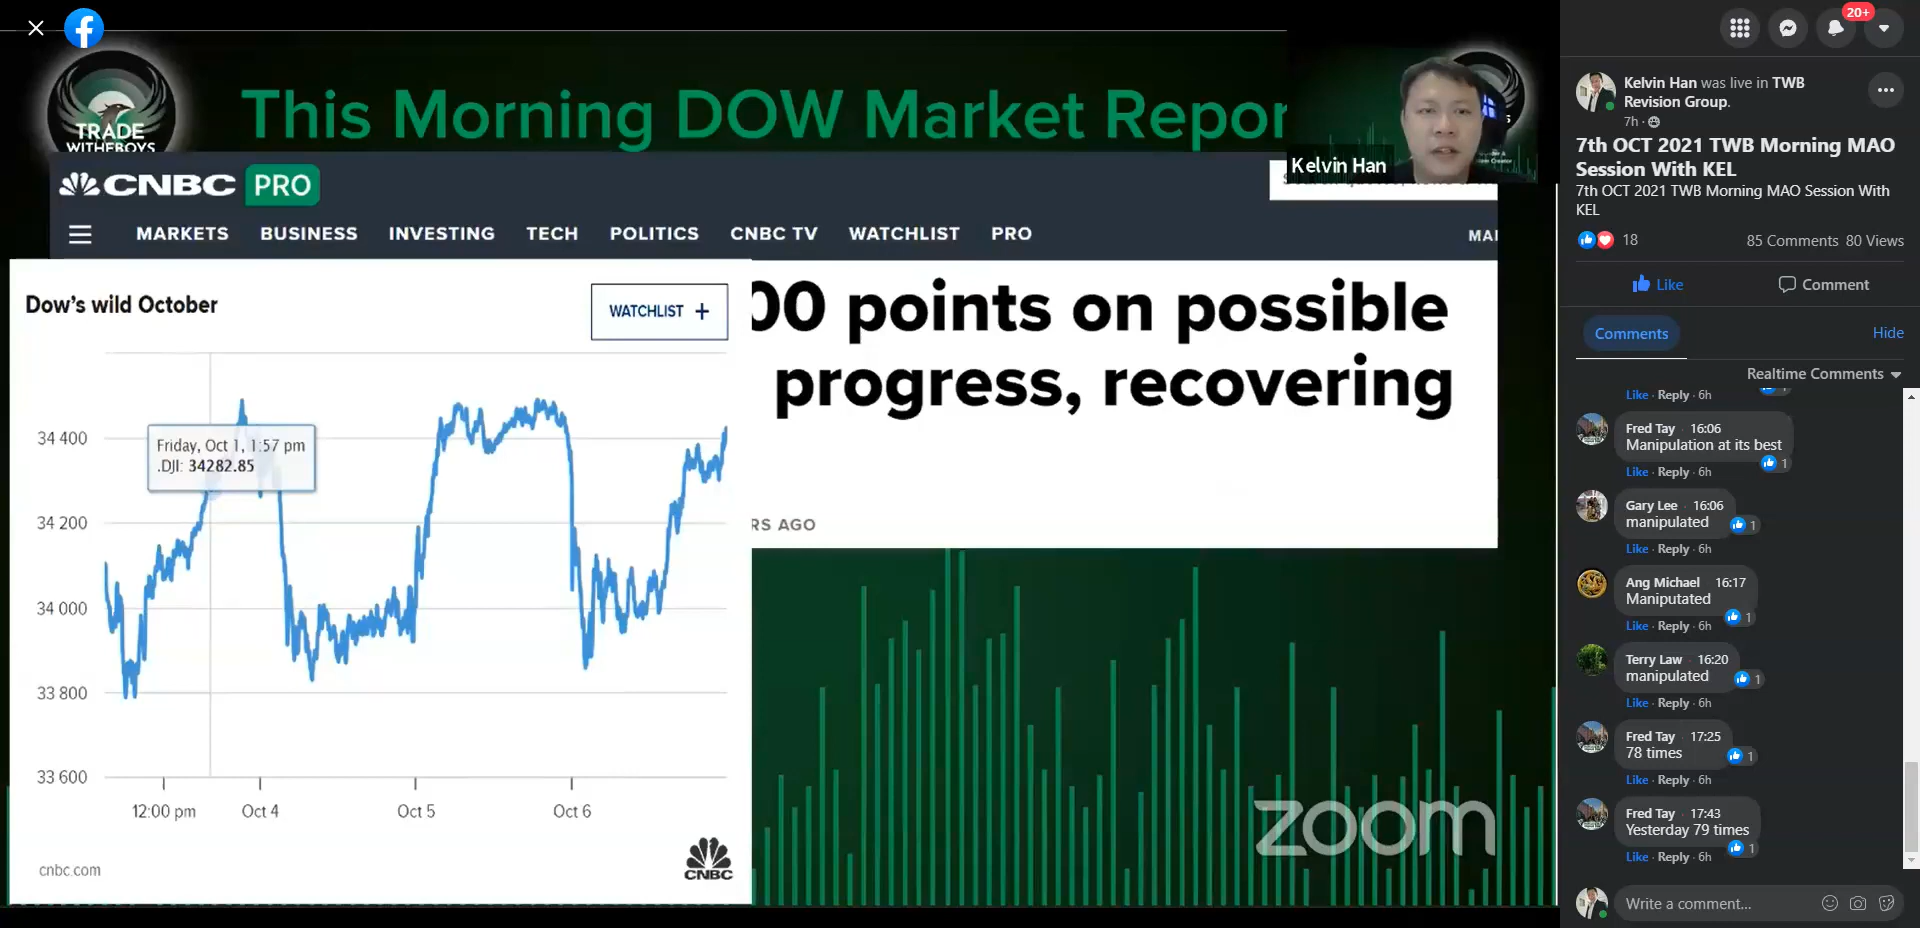 This Morning DOW Market Repor
TRADE
WITHEBOYS
Kelvin Han
CNBC PRO
MARKETS BUSINESS INVESTING TECH POLITICS CNBC TV WATCHLIST PRO MAI
Dow's wild October
WATCHLIST +
00 points on possible
progress, recovering
RS AGO
34 400
34 200
34 000
33 800
33 600
Friday, Oct 1, 1:57 pm
.DJI: 34282.85
12:00 pm Oct 4 Oct 5 Oct 6
cnbc.com
CNBC
zoom
20+
Kelvin Han was live in TWB
Revision Group.
7h ·
7th OCT 2021 TWB Morning MAO
Session With KEL
7th OCT 2021 TWB Morning MAO Session With
KEL
18 85 Comments 80 Views
Like Comment
Comments Hide
Realtime Comments
Like · Reply · 6h
Fred Tay · 16:06
Manipulation at its best
1
Like · Reply · 6h
Gary Lee · 16:06
manipulated
1
Like · Reply · 6h
Ang Michael · 16:17
Maniputated
1
Like · Reply · 6h
Terry Law · 16:20
manipulated
1
Like · Reply · 6h
Fred Tay · 17:25
78 times
1
Like · Reply · 6h
Fred Tay · 17:43
Yesterday 79 times
1
Like · Reply · 6h
Write a comment...